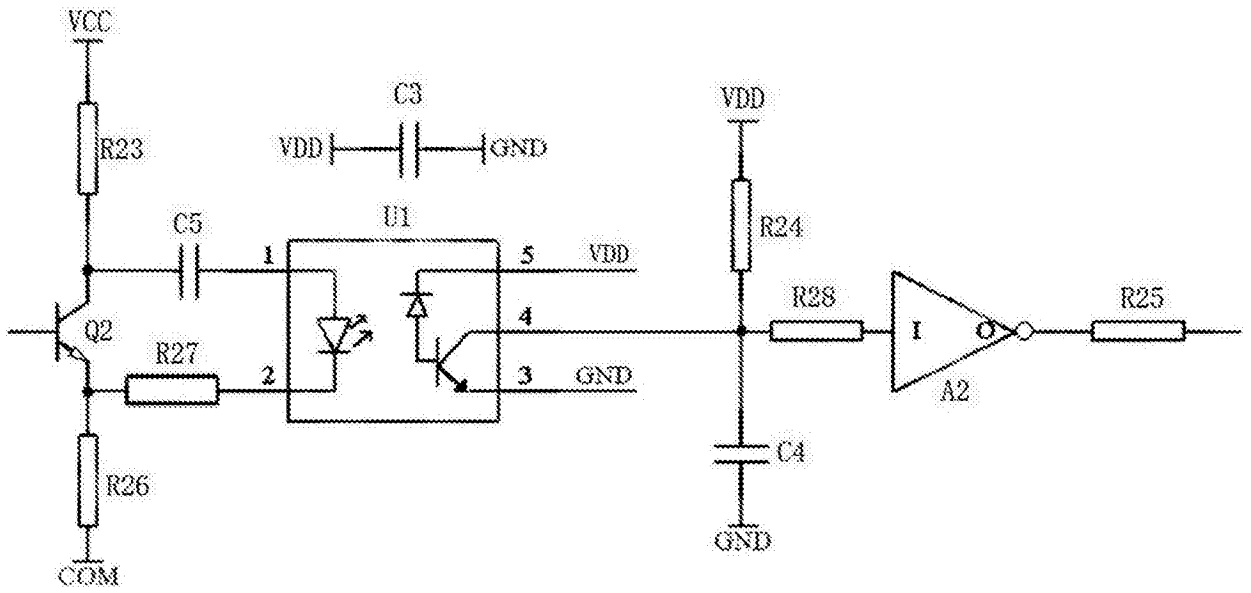 VCC
C3
VDD
R23
VDD
GND
C5
U1
R24
1
5
VDD
Q2
4
R28
I
O
R25
R27
2
3
GND
A2
R26
C4
COM
GND